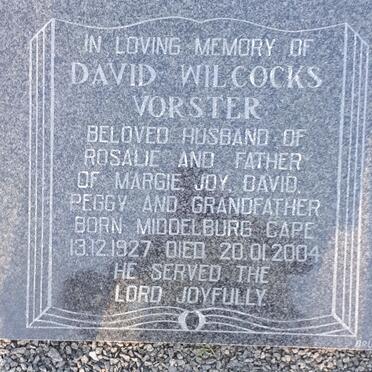 IN LOVING MEMORY OF
DAVID WILCOCKS
VORSTER
BELOVED HUSBAND OF
ROSALIE AND FATHER
OF MARGIE JOY, DAVID,
PEGGY AND GRANDFATHER
BORN MIDDELBURG CAPE
13.12.1927 DIED 20.01.2004
HE SERVED THE
LORD JOYFULLY